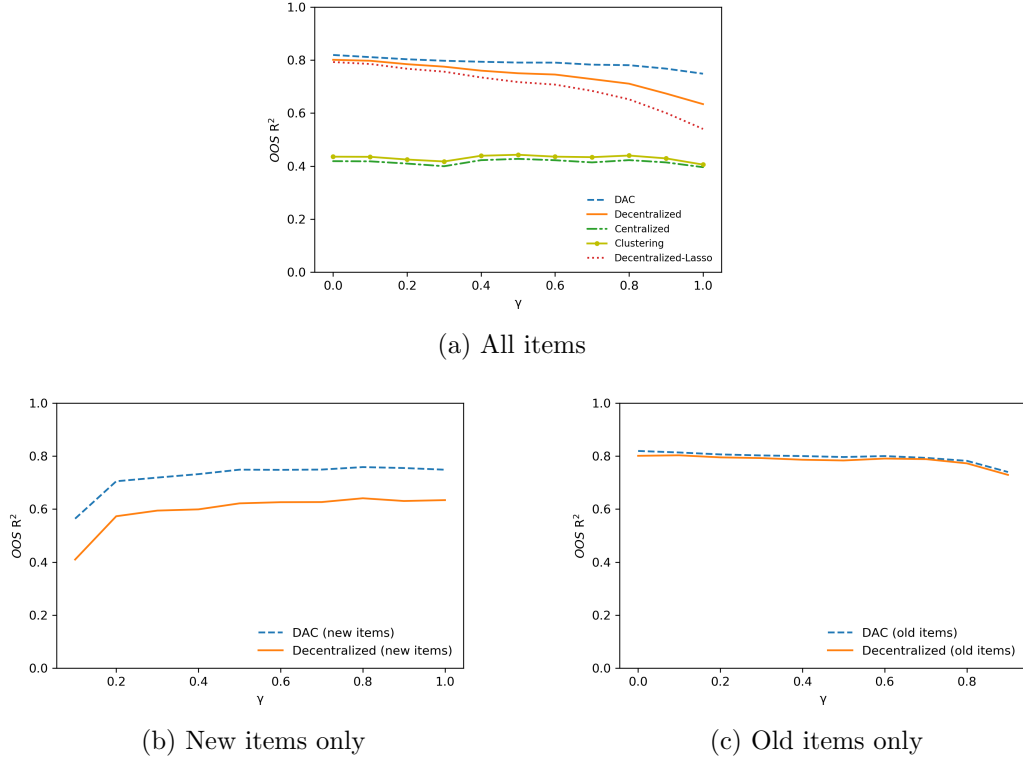 1.0
0.8
0.6
0.4
0.2
0.0
OOS R²
0.0 0.2 0.4 0.6 0.8 1.0
γ
DAC
Decentralized
Centralized
Clustering
Decentralized-Lasso
(a) All items
1.0
0.8
0.6
0.4
0.2
0.0
OOS R²
0.2 0.4 0.6 0.8 1.0
γ
DAC (new items)
Decentralized (new items)
(b) New items only
1.0
0.8
0.6
0.4
0.2
0.0
OOS R²
0.0 0.2 0.4 0.6 0.8
γ
DAC (old items)
Decentralized (old items)
(c) Old items only